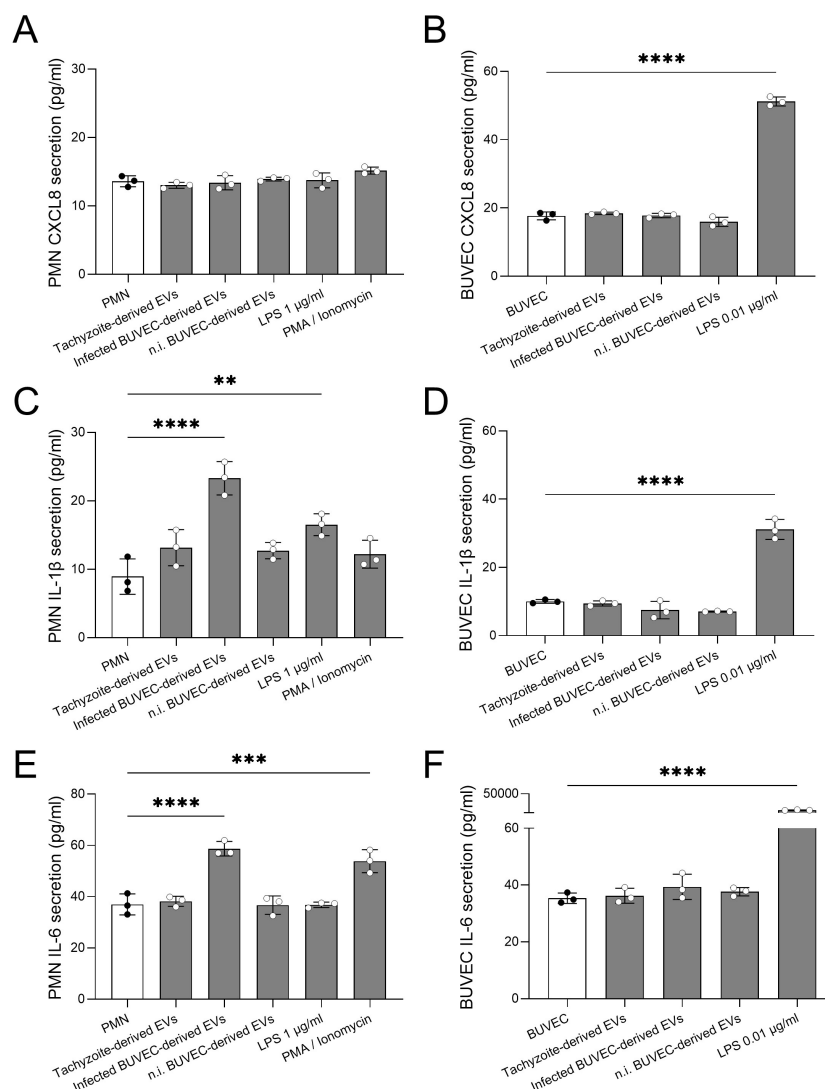 A
PMN CXCL8 secretion (pg/ml)
30
20
10
0
PMN
Tachyzoite-derived EVs
Infected BUVEC-derived EVs
n.i. BUVEC-derived EVs
LPS 1 µg/ml
PMA / Ionomycin
B
BUVEC CXCL8 secretion (pg/ml)
****
60
40
20
0
BUVEC
Tachyzoite-derived EVs
Infected BUVEC-derived EVs
n.i. BUVEC-derived EVs
LPS 0.01 µg/ml
C
PMN IL-1β secretion (pg/ml)
**
****
30
20
10
0
PMN
Tachyzoite-derived EVs
Infected BUVEC-derived EVs
n.i. BUVEC-derived EVs
LPS 1 µg/ml
PMA / Ionomycin
D
BUVEC IL-1β secretion (pg/ml)
****
60
40
20
0
BUVEC
Tachyzoite-derived EVs
Infected BUVEC-derived EVs
n.i. BUVEC-derived EVs
LPS 0.01 µg/ml
E
PMN IL-6 secretion (pg/ml)
***
****
80
60
40
20
0
PMN
Tachyzoite-derived EVs
Infected BUVEC-derived EVs
n.i. BUVEC-derived EVs
LPS 1 µg/ml
PMA / Ionomycin
F
BUVEC IL-6 secretion (pg/ml)
****
50000
60
40
20
0
BUVEC
Tachyzoite-derived EVs
Infected BUVEC-derived EVs
n.i. BUVEC-derived EVs
LPS 0.01 µg/ml